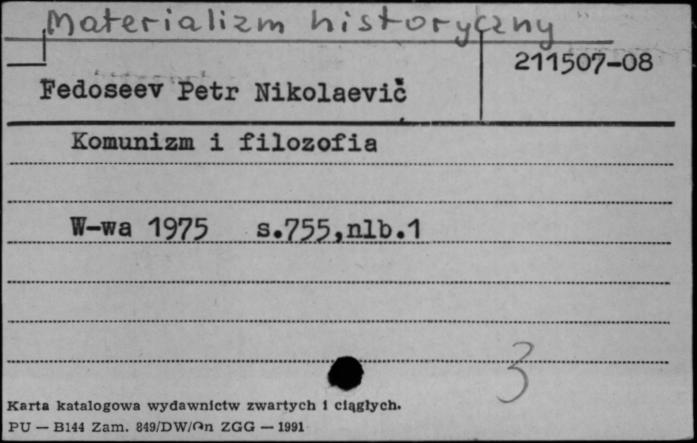 Materializm historyczny
211507-08
Fedoseev Petr Nikolaevič
Komunizm i filozofia
W-wa 1975 s.755,nlb.1
3
Karta katalogowa wydawnictw zwartych i ciągłych.
PU — B144 Zam. 849/DW/On ZGG — 1991